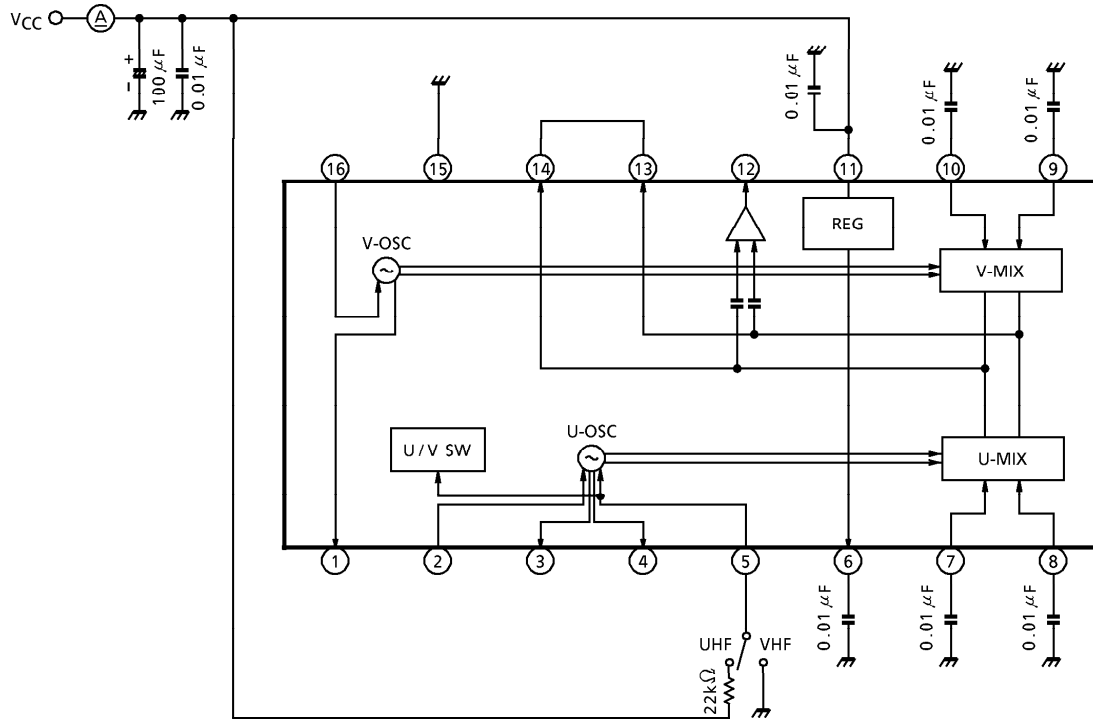 VCC
A
+
−
100 μF
0.01 μF
0.01 μF
0.01 μF
0.01 μF
16
15
14
13
12
11
10
9
REG
V-OSC
~
V-MIX
U-OSC
~
U / V SW
U-MIX
1
2
3
4
5
6
7
8
0.01 μF
0.01 μF
0.01 μF
UHF
VHF
22kΩ